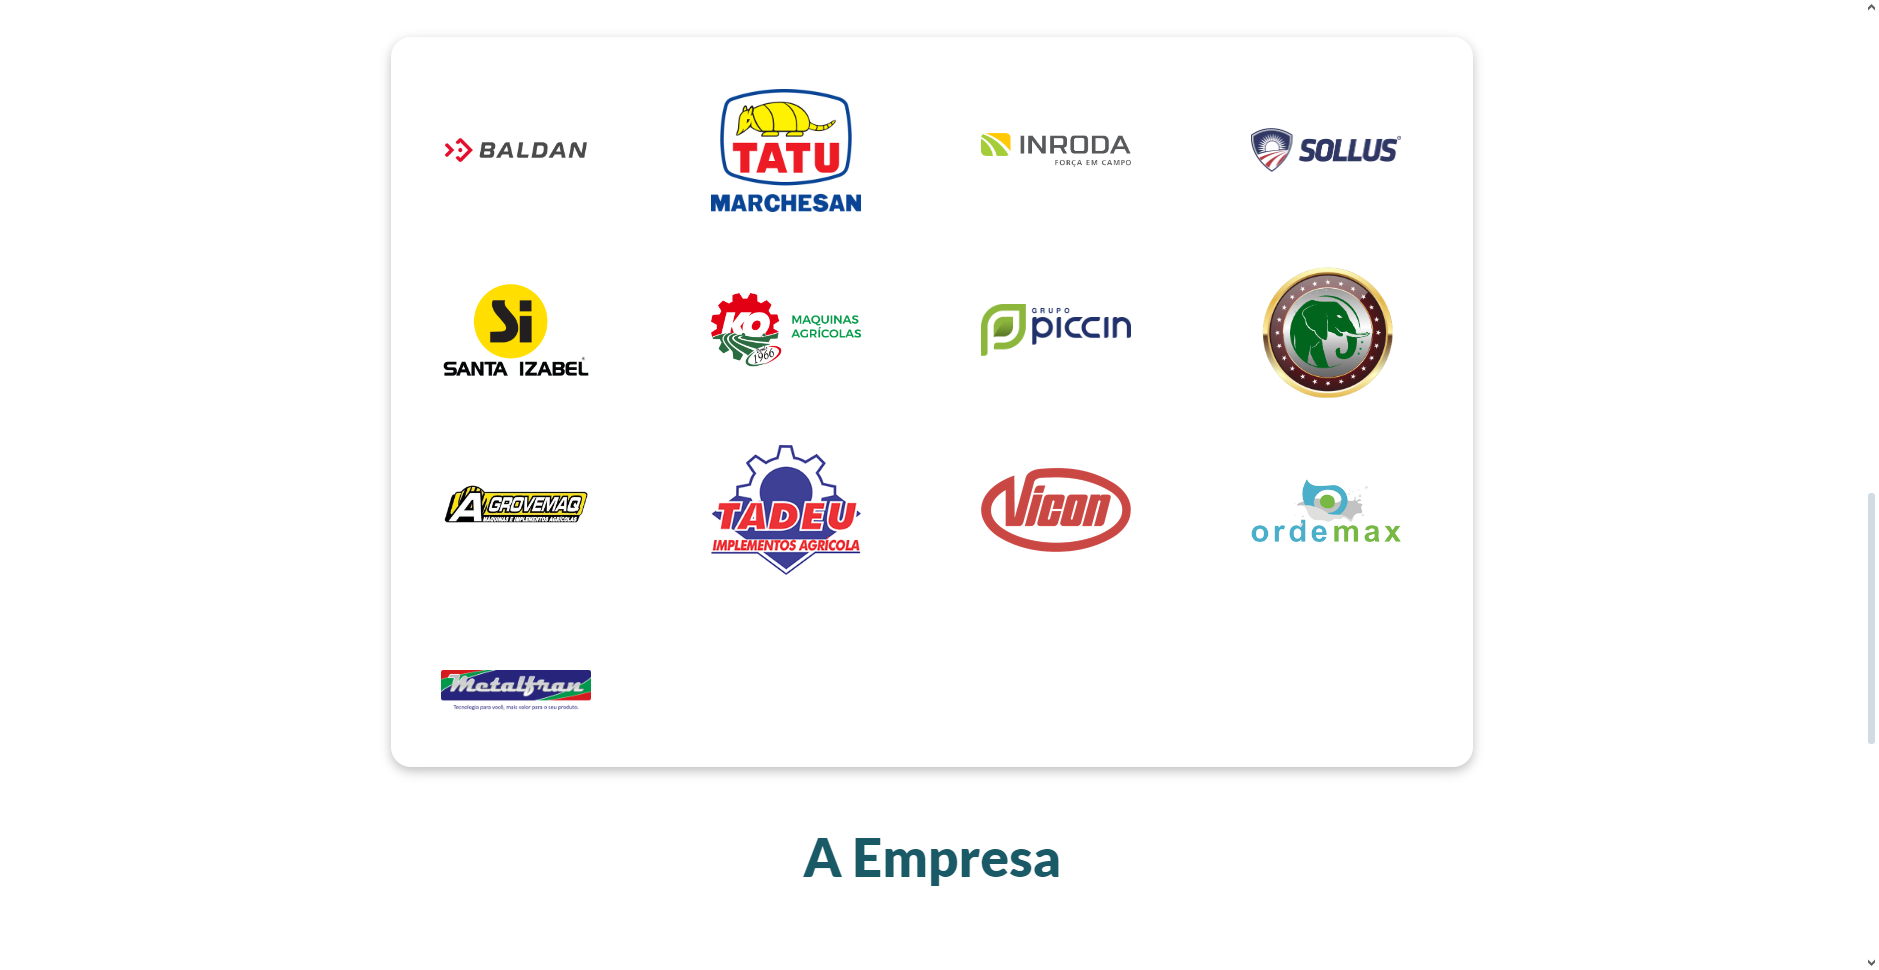 BALDAN
TATU
MARCHESAN
INRODA
FORÇA EM CAMPO
SOLLUS
Si
SANTA IZABEL
KO
MAQUINAS
AGRÍCOLAS
1966
GRUPO
piccin
AGROVEMAQ
MÁQUINAS E IMPLEMENTOS AGRÍCOLAS
TADEU
IMPLEMENTOS AGRÍCOLA
Vicon
ordemax
Metalfran
Tecnologia para você, mais valor para o seu produto.
A Empresa